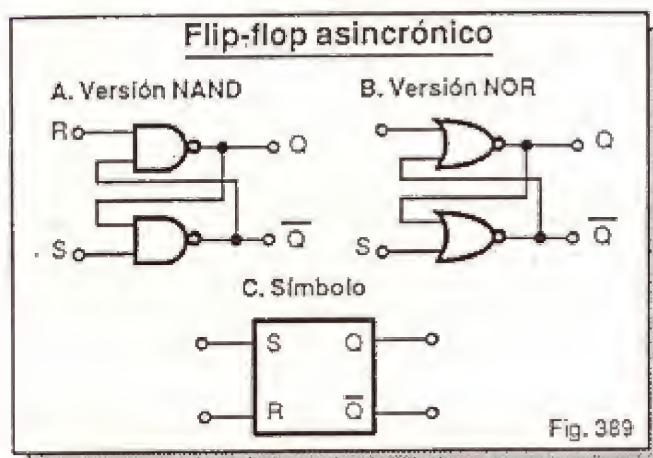 Flip-flop asincrónico
A. Versión NAND
B. Versión NOR
R
Q
Q
S
Q̅
S
Q̅
C. Símbolo
S Q
R Q̅
Fig. 389